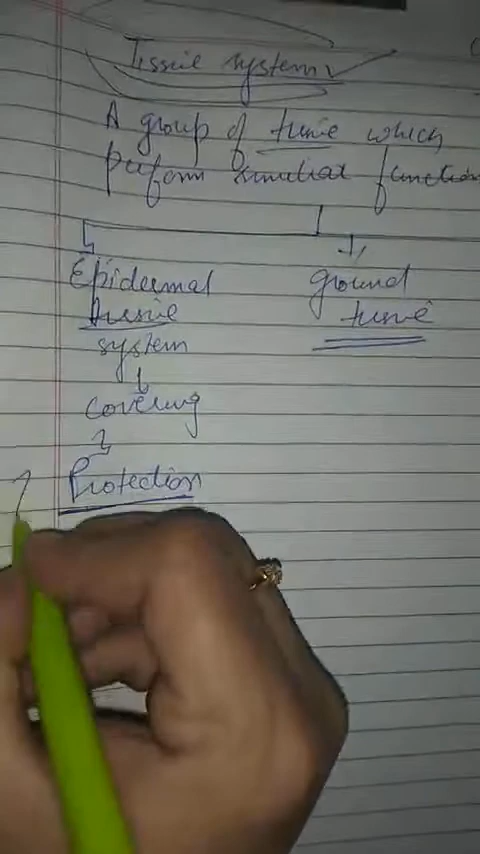 Tissue system
A group of tissue which
perform similar function
Epidermal
tissue
system
covering
Protection
ground
tissue